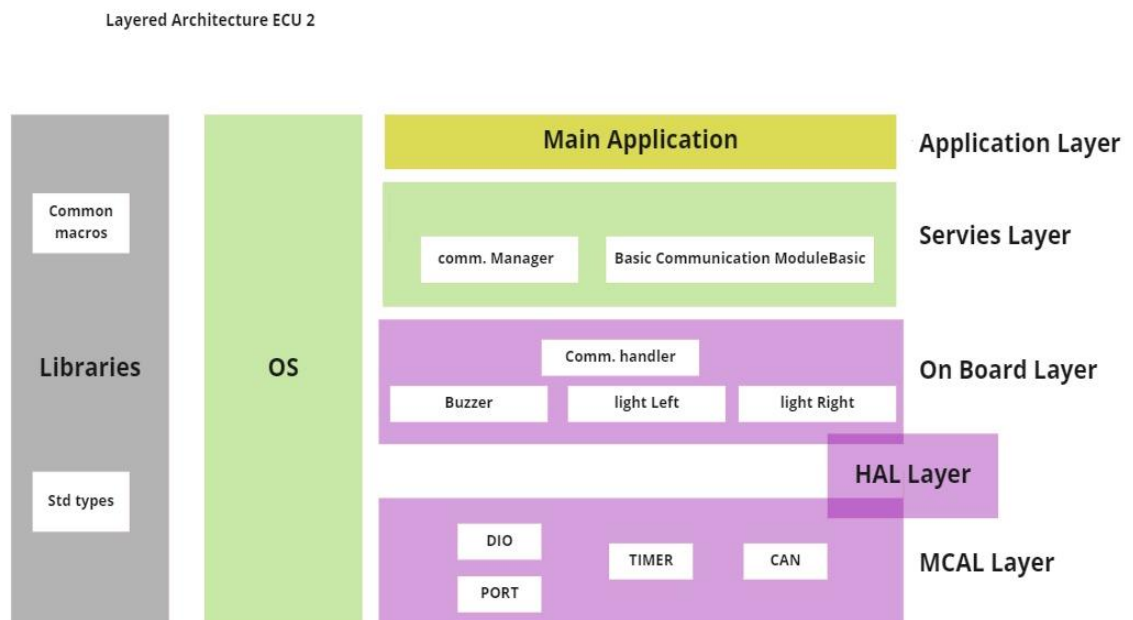 Layered Architecture ECU 2
Main Application
Application Layer
Common
macros
Servies Layer
comm. Manager
Basic Communication ModuleBasic
Libraries
OS
Comm. handler
On Board Layer
Buzzer
light Left
light Right
HAL Layer
Std types
DIO
TIMER
CAN
MCAL Layer
PORT